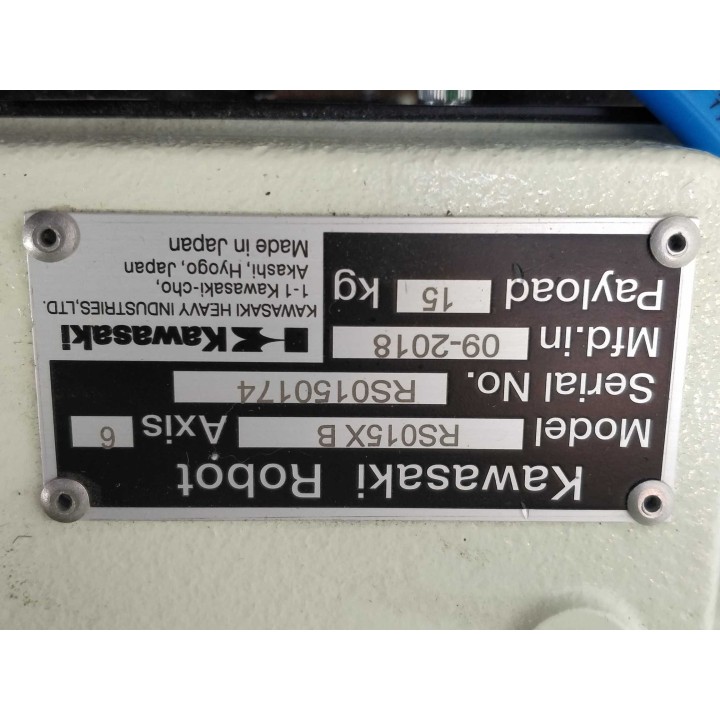 Kawasaki Robot
Model RS015X B Axis 6
Serial No. RS0150174
Mfd.in 09-2018
Payload 15 kg
Kawasaki
KAWASAKI HEAVY INDUSTRIES,LTD.
1-1 Kawasaki-cho,
Akashi, Hyogo, Japan
Made in Japan